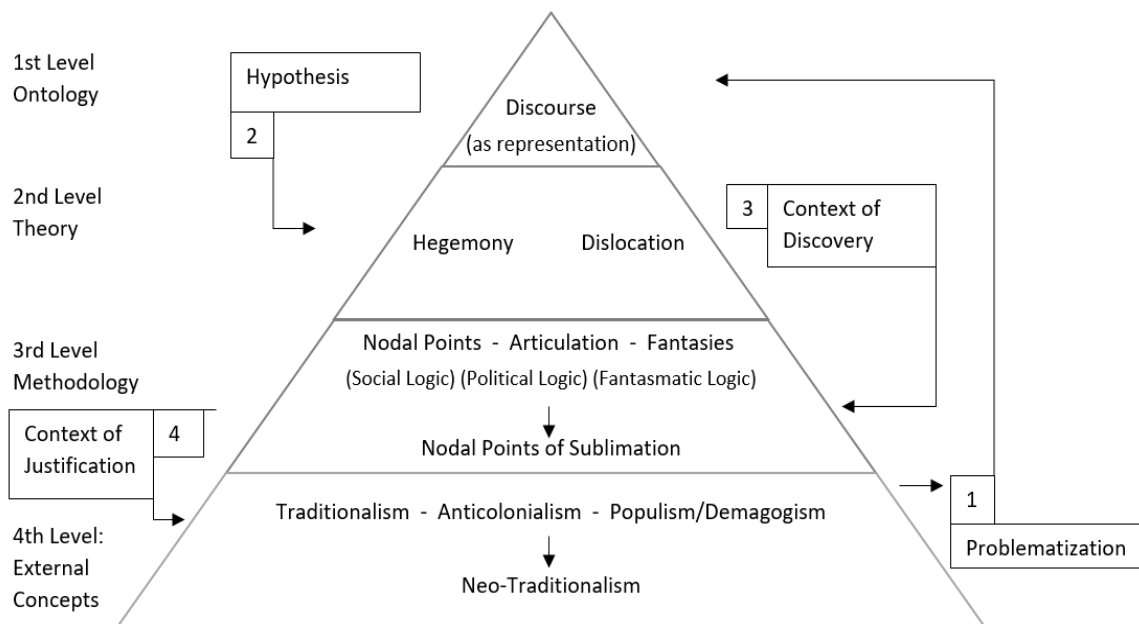 1st Level
Ontology
Hypothesis
2
Discourse
(as representation)
2nd Level
Theory
Hegemony Dislocation
3
Context of
Discovery
3rd Level
Methodology
Nodal Points - Articulation - Fantasies
(Social Logic) (Political Logic) (Fantasmatic Logic)
Nodal Points of Sublimation
Context of
Justification
4
1
Problematization
4th Level:
External
Concepts
Traditionalism - Anticolonialism - Populism/Demagogism
Neo-Traditionalism